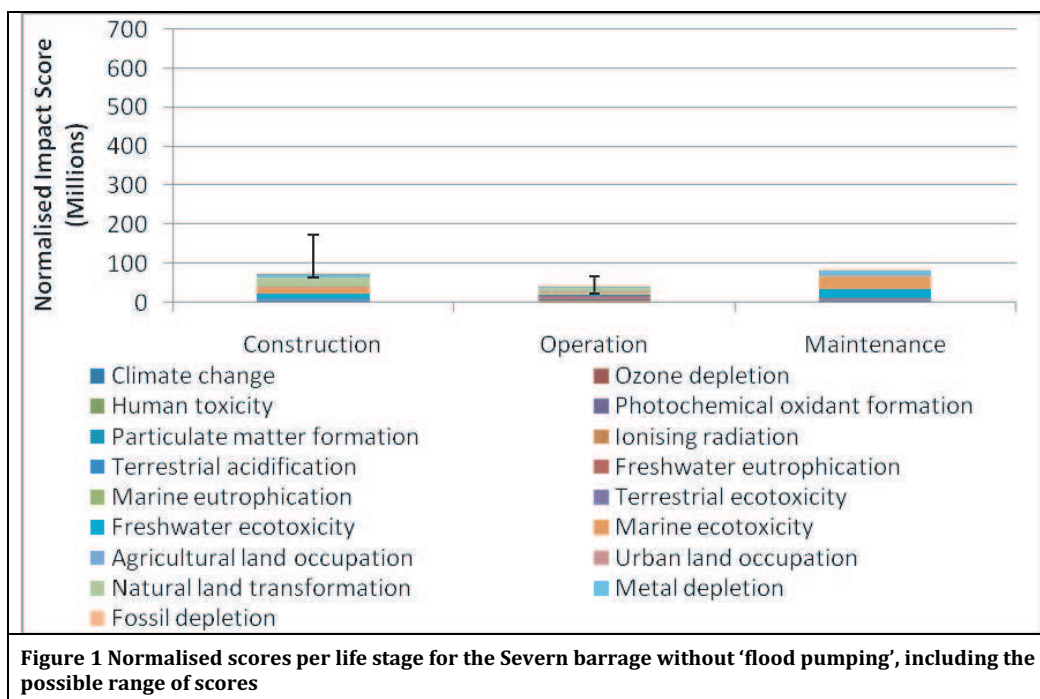 Normalised Impact Score
(Millions)
700
600
500
400
300
200
100
0
Construction
Operation
Maintenance
Climate change
Ozone depletion
Human toxicity
Photochemical oxidant formation
Particulate matter formation
Ionising radiation
Terrestrial acidification
Freshwater eutrophication
Marine eutrophication
Terrestrial ecotoxicity
Freshwater ecotoxicity
Marine ecotoxicity
Agricultural land occupation
Urban land occupation
Natural land transformation
Metal depletion
Fossil depletion
Figure 1 Normalised scores per life stage for the Severn barrage without ‘flood pumping’, including the
possible range of scores